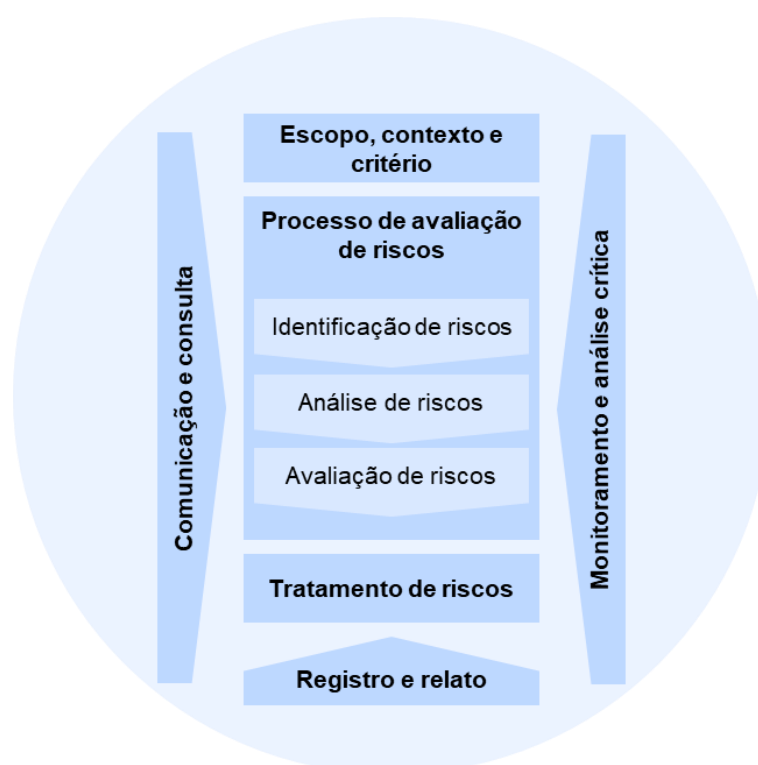 Escopo, contexto e
critério
Processo de avaliação
de riscos
Identificação de riscos
Análise de riscos
Avaliação de riscos
Tratamento de riscos
Registro e relato
Comunicação e consulta
Monitoramento e análise crítica